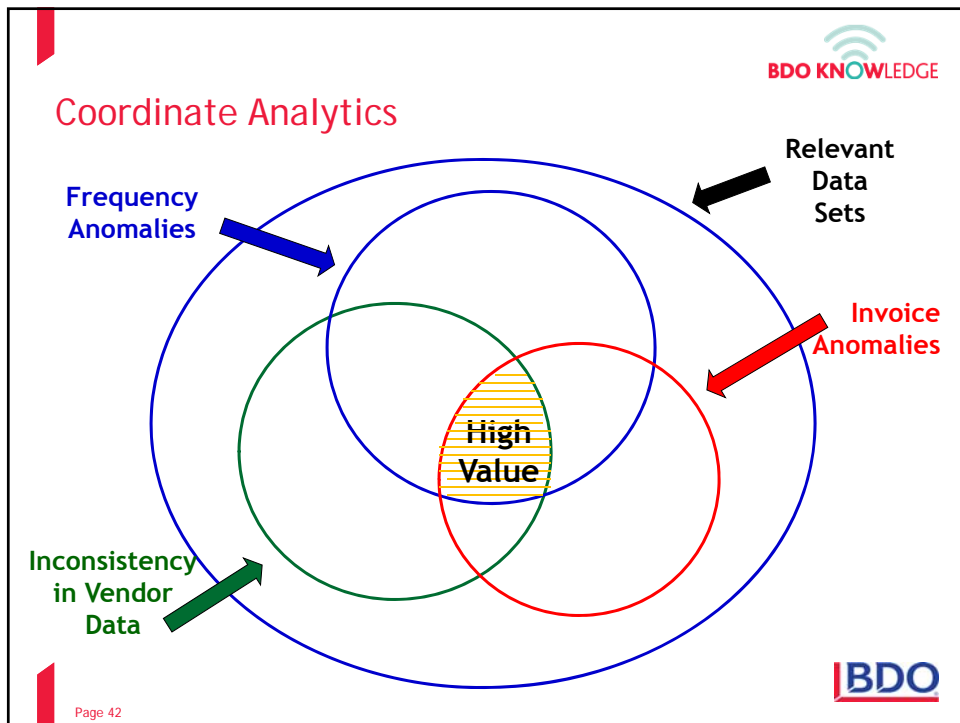 BDO KNOWLEDGE
Coordinate Analytics
Relevant
Data
Sets
Frequency
Anomalies
Invoice
Anomalies
High
Value
Inconsistency
in Vendor
Data
BDO
Page 42